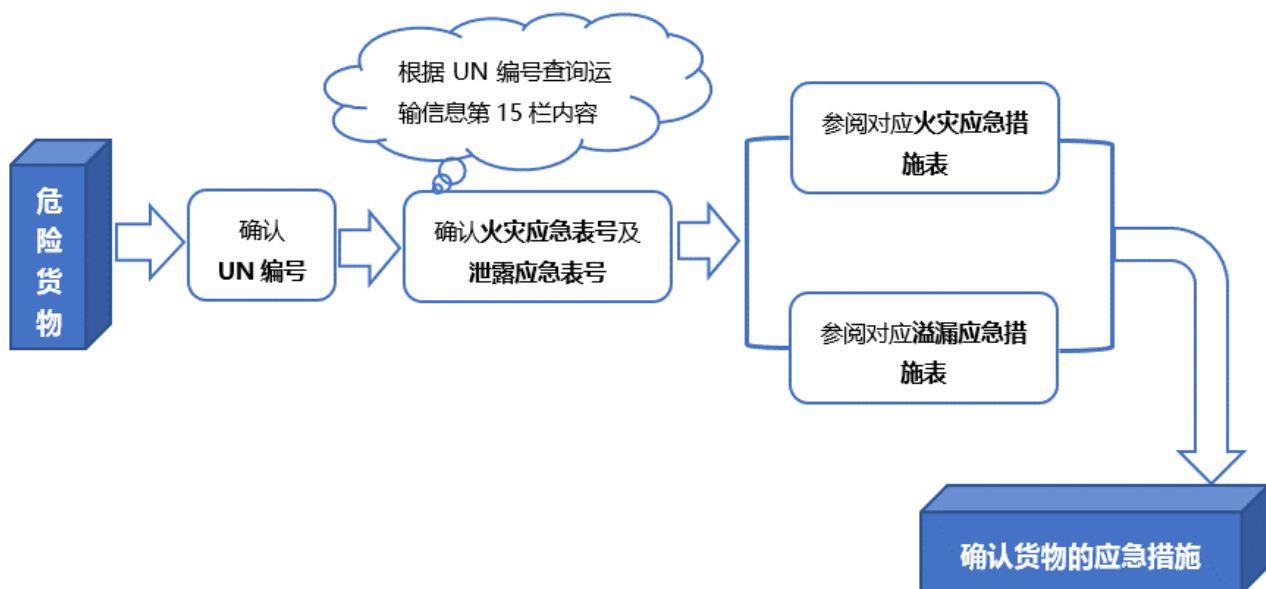 危险货物
确认
UN 编号
根据 UN 编号查询运
输信息第 15 栏内容
确认火灾应急表号及
泄露应急表号
参阅对应火灾应急措
施表
参阅对应溢漏应急措
施表
确认货物的应急措施